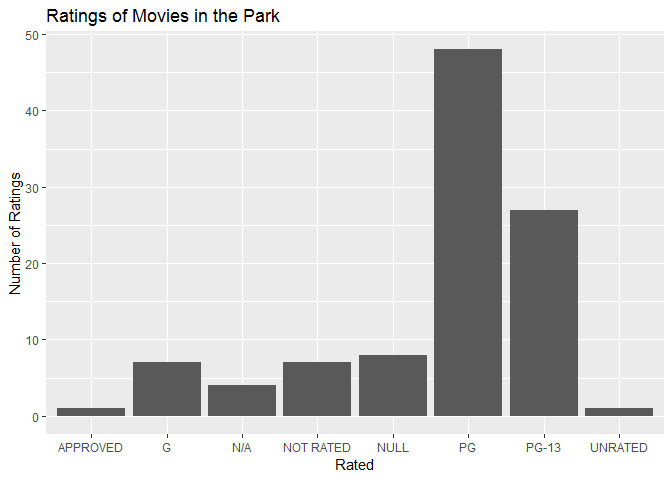 Ratings of Movies in the Park
50
40
30
20
10
0
Number of Ratings
APPROVED G N/A NOT RATED NULL PG PG-13 UNRATED
Rated